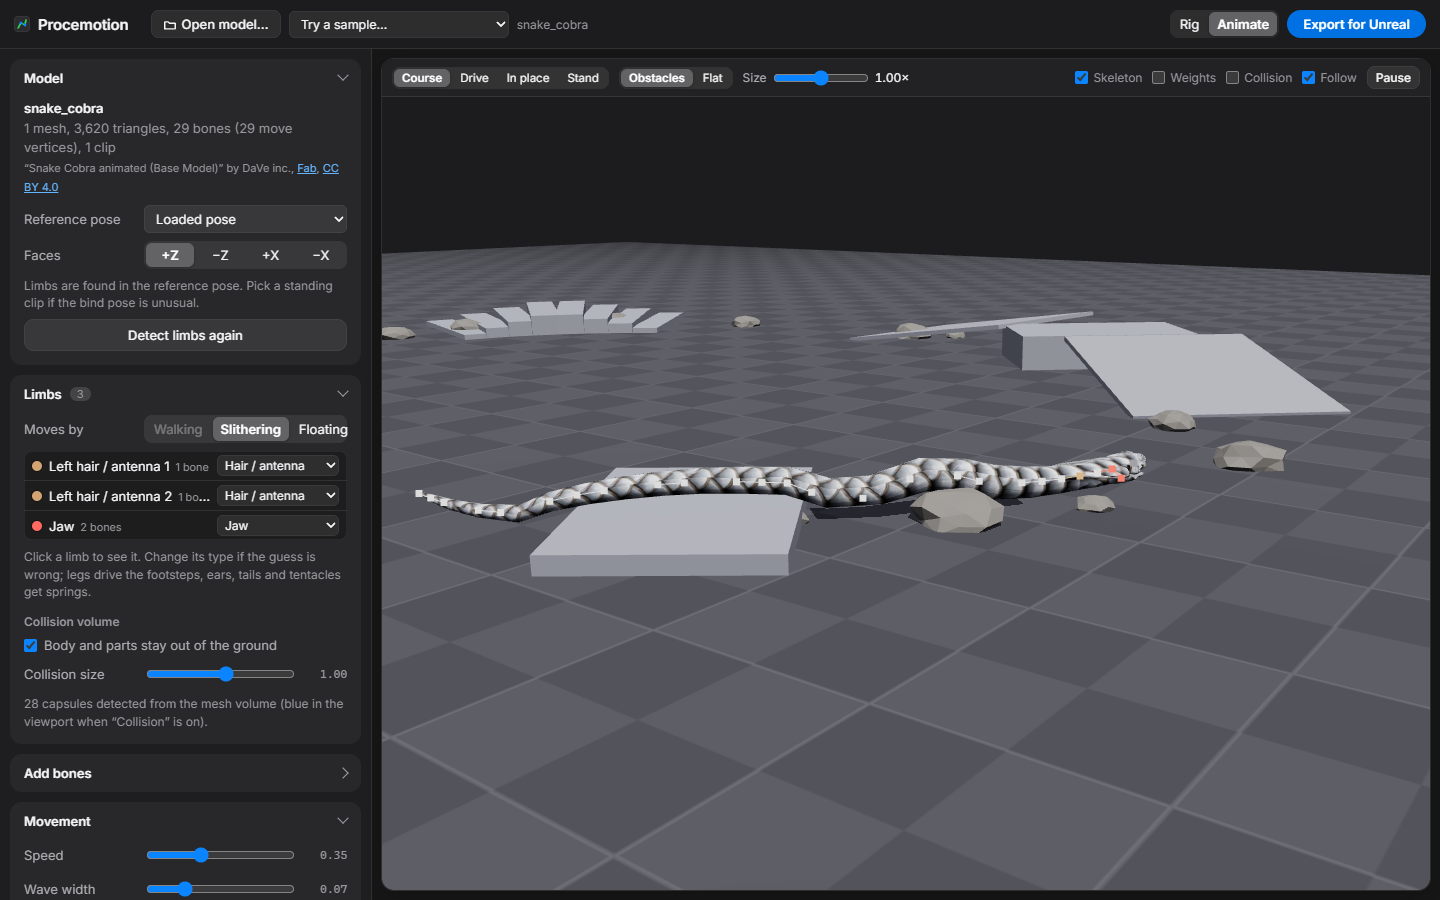 Procemotion
Open model...
Try a sample...
snake_cobra
Rig
Animate
Export for Unreal
Model
snake_cobra
1 mesh, 3,620 triangles, 29 bones (29 move
vertices), 1 clip
“Snake Cobra animated (Base Model)” by DaVe inc., Fab, CC
BY 4.0
Reference pose
Loaded pose
Faces
+Z
−Z
+X
−X
Limbs are found in the reference pose. Pick a standing
clip if the bind pose is unusual.
Detect limbs again
Limbs
3
Moves by
Walking
Slithering
Floating
Left hair / antenna 1
1 bone
Hair / antenna
Left hair / antenna 2
1 bo...
Hair / antenna
Jaw
2 bones
Jaw
Click a limb to see it. Change its type if the guess is
wrong; legs drive the footsteps, ears, tails and tentacles
get springs.
Collision volume
Body and parts stay out of the ground
Collision size
1.00
28 capsules detected from the mesh volume (blue in the
viewport when “Collision” is on).
Add bones
Movement
Speed
0.35
Wave width
0.07
Course
Drive
In place
Stand
Obstacles
Flat
Size
1.00×
Skeleton
Weights
Collision
Follow
Pause